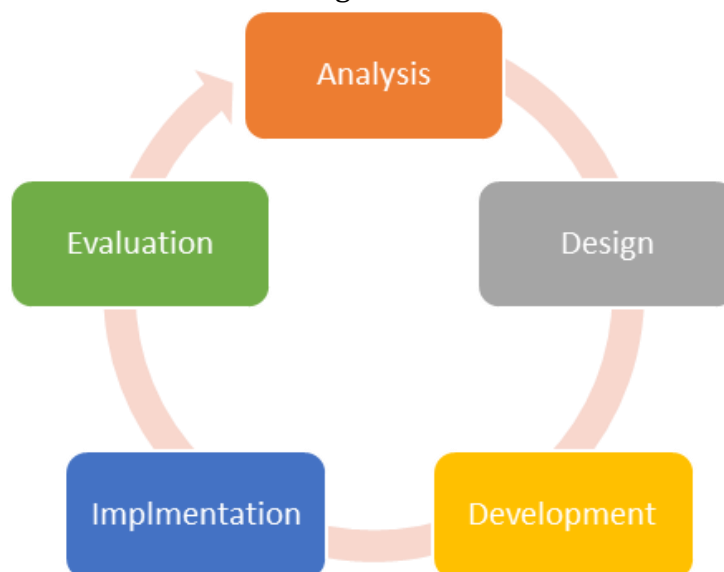 Analysis
Design
Development
Implmentation
Evaluation